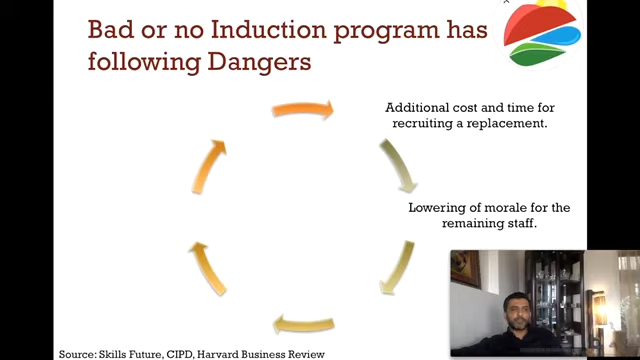 Bad or no Induction program has
following Dangers
Additional cost and time for
recruiting a replacement.
Lowering of morale for the
remaining staff.
Source: Skills Future, CIPD, Harvard Business Review